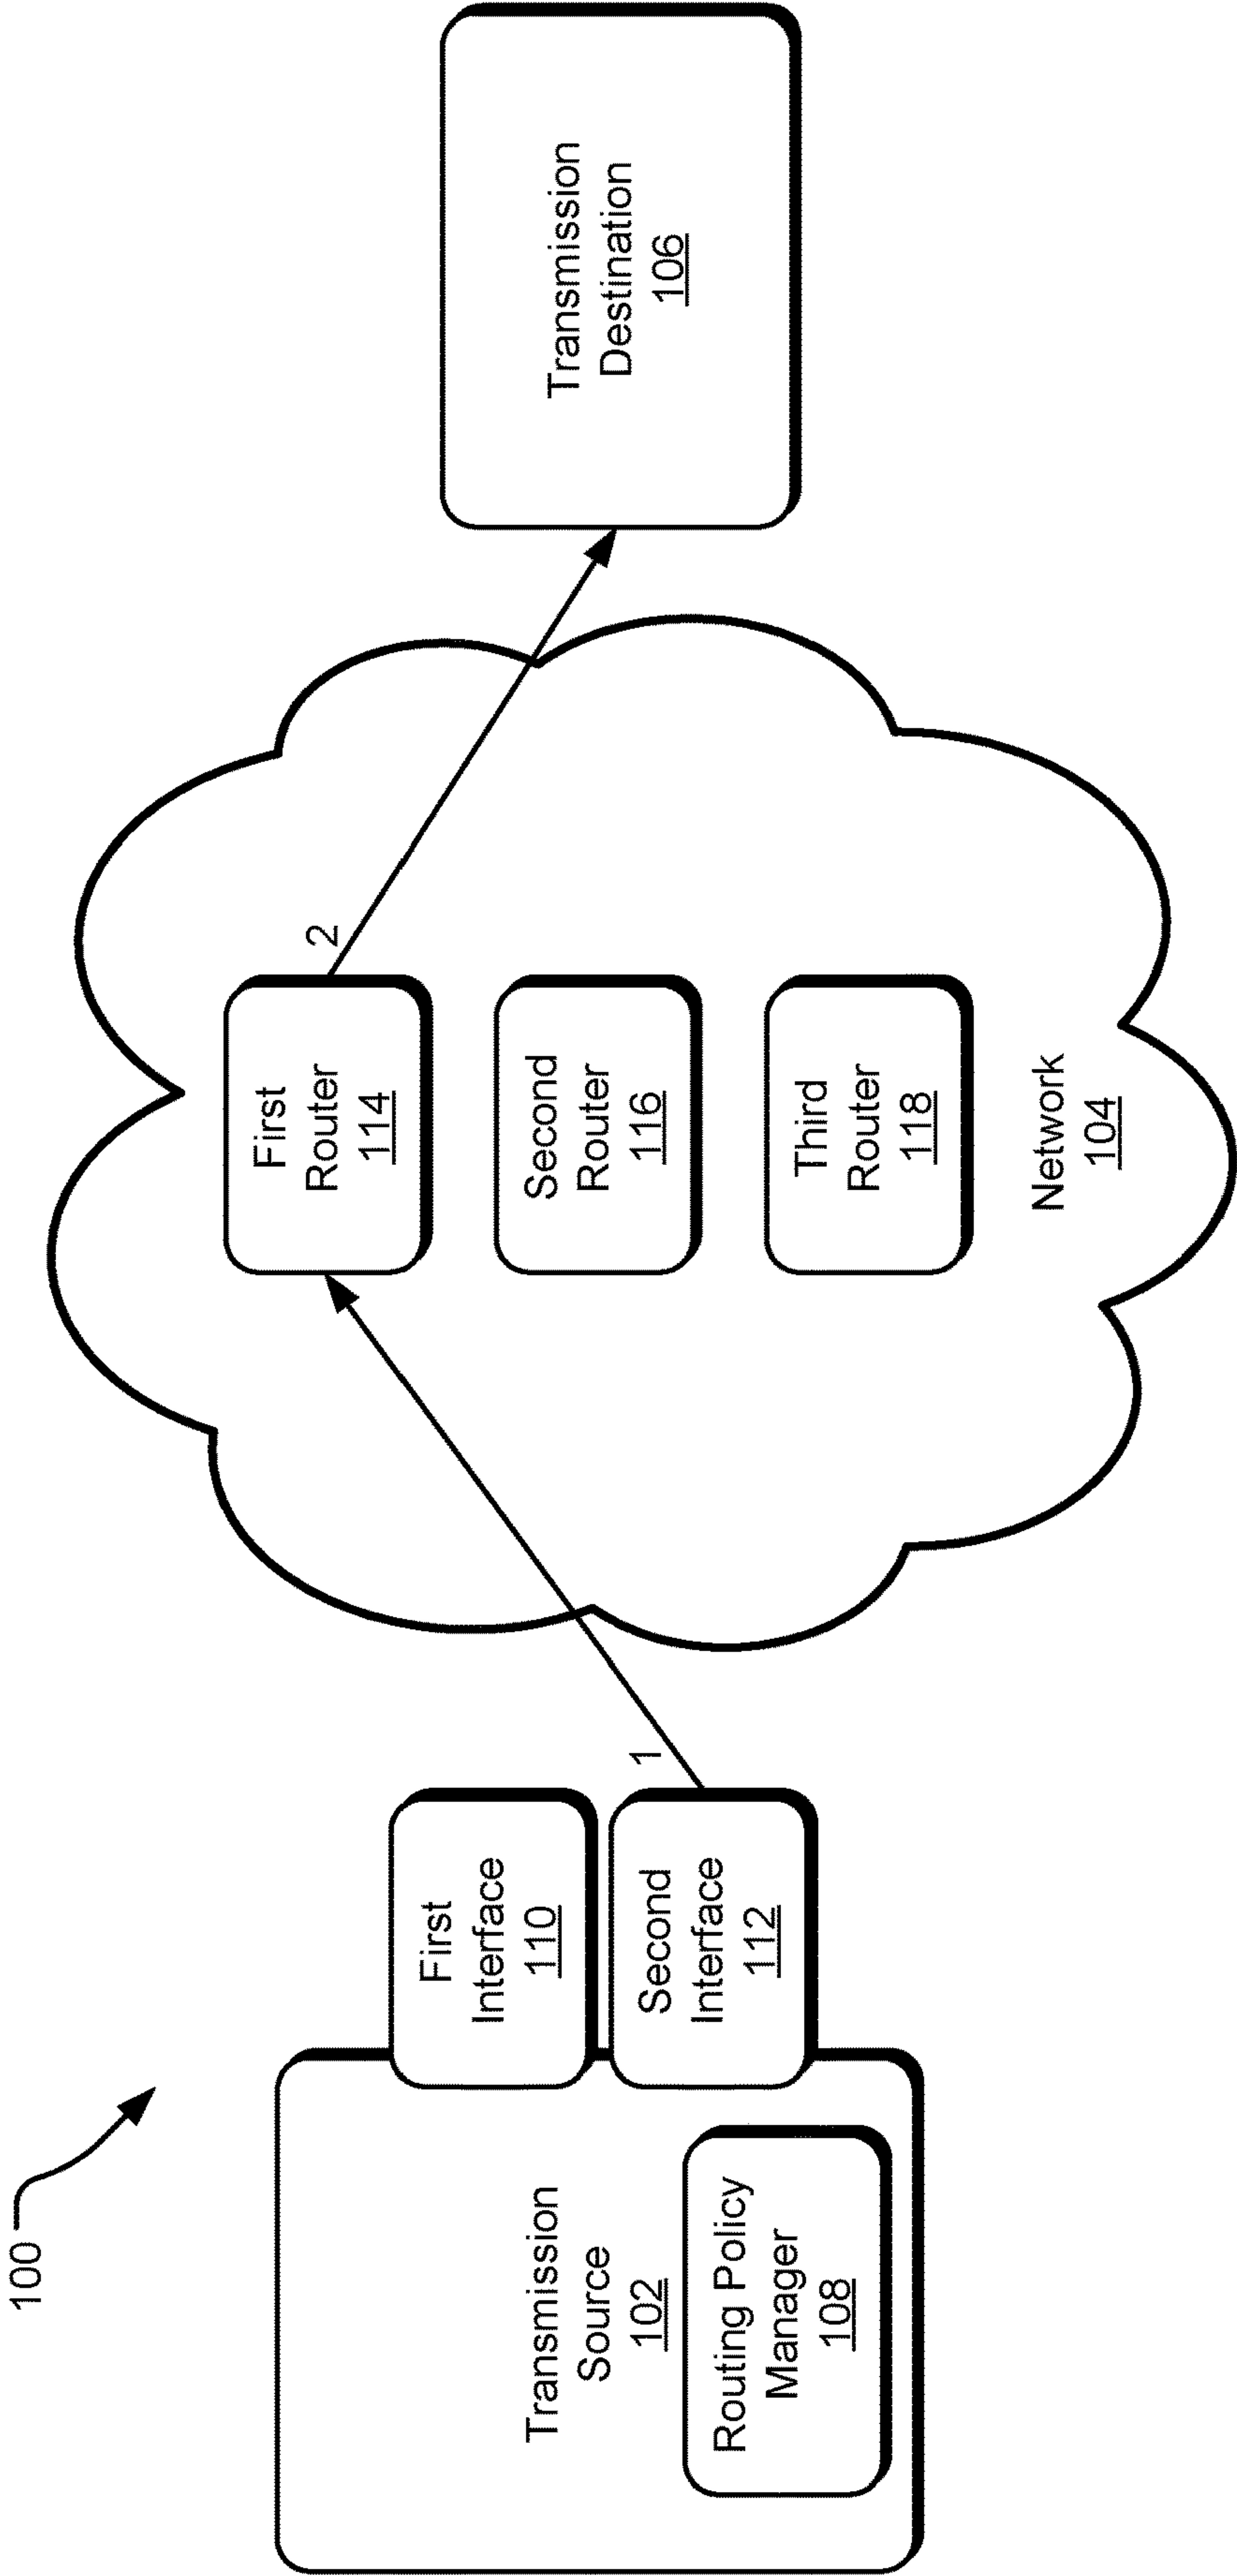 100
Transmission
Source
102
Routing Policy
Manager
108
First
Interface
110
Second
Interface
112
1
First
Router
114
2
Second
Router
116
Third
Router
118
Network
104
Transmission
Destination
106